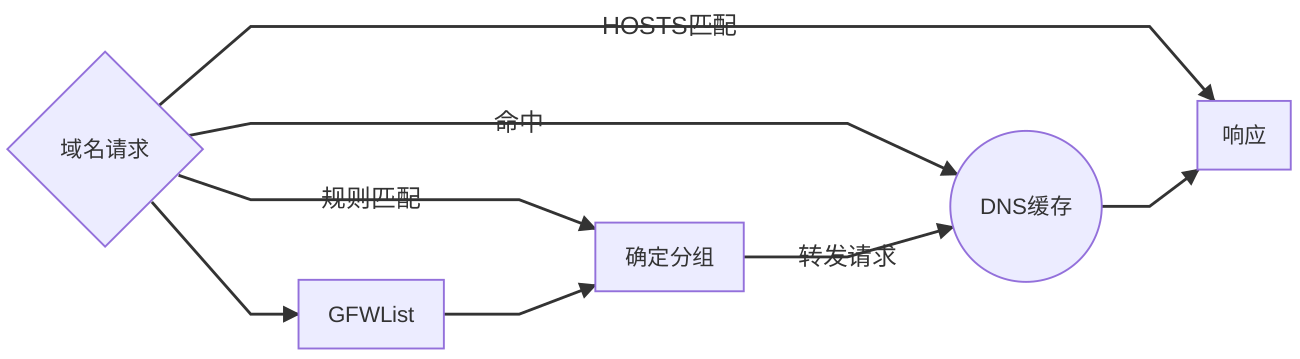 HOSTS匹配
命中
域名请求
响应
规则匹配
DNS缓存
确定分组
转发请求
GFWList